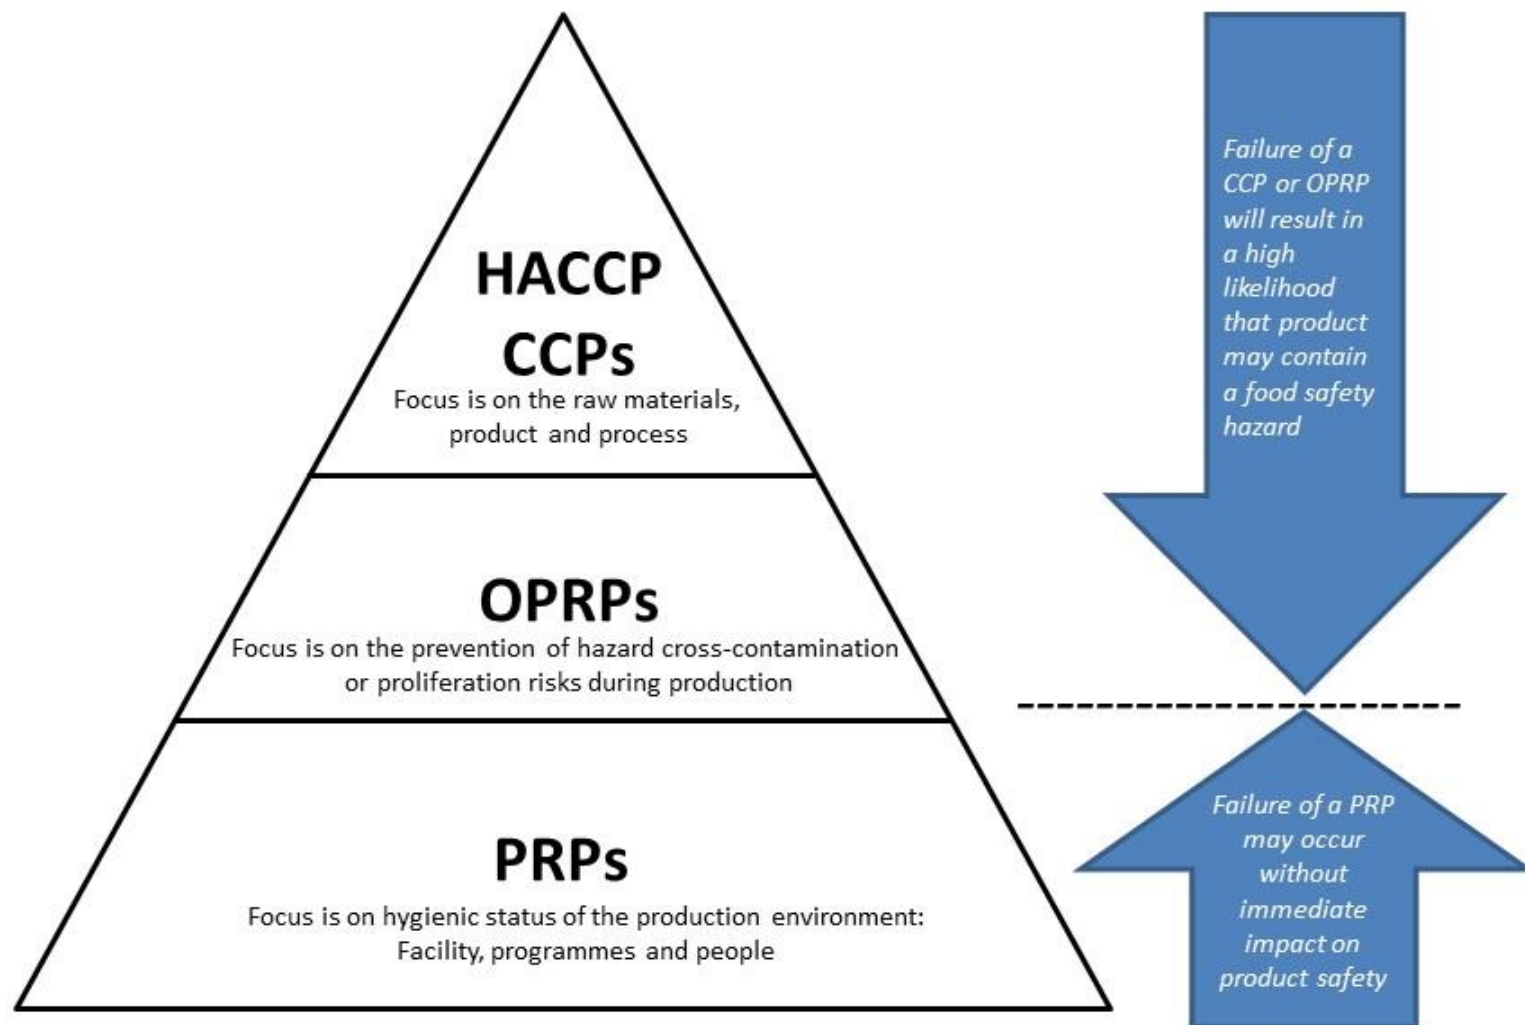 HACCP
CCPs
Focus is on the raw materials,
product and process
OPRPs
Focus is on the prevention of hazard cross-contamination
or proliferation risks during production
PRPs
Focus is on hygienic status of the production environment:
Facility, programmes and people
Failure of a
CCP or OPRP
will result in
a high
likelihood
that product
may contain
a food safety
hazard
Failure of a PRP
may occur
without
immediate
impact on
product safety